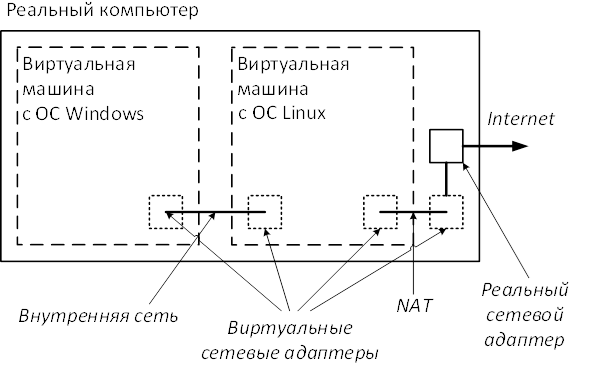 Реальный компьютер
Виртуальная
машина
с ОС Windows
Виртуальная
машина
с ОС Linux
Internet
Внутренняя сеть
Виртуальные
сетевые адаптеры
NAT
Реальный
сетевой
адаптер